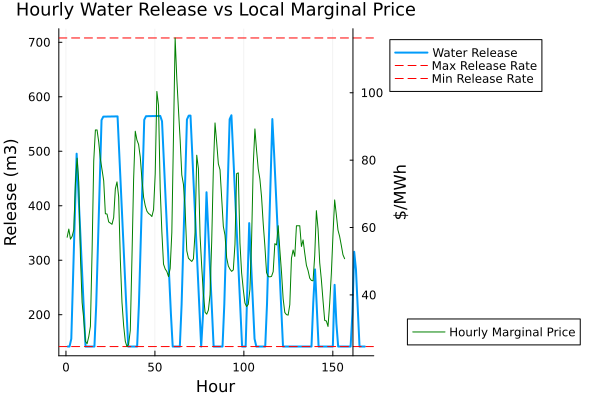 Hourly Water Release vs Local Marginal Price
Release (m3)
700
600
500
400
300
200
0
50
100
150
Hour
100
80
60
40
$/MWh
Water Release
Max Release Rate
Min Release Rate
Hourly Marginal Price